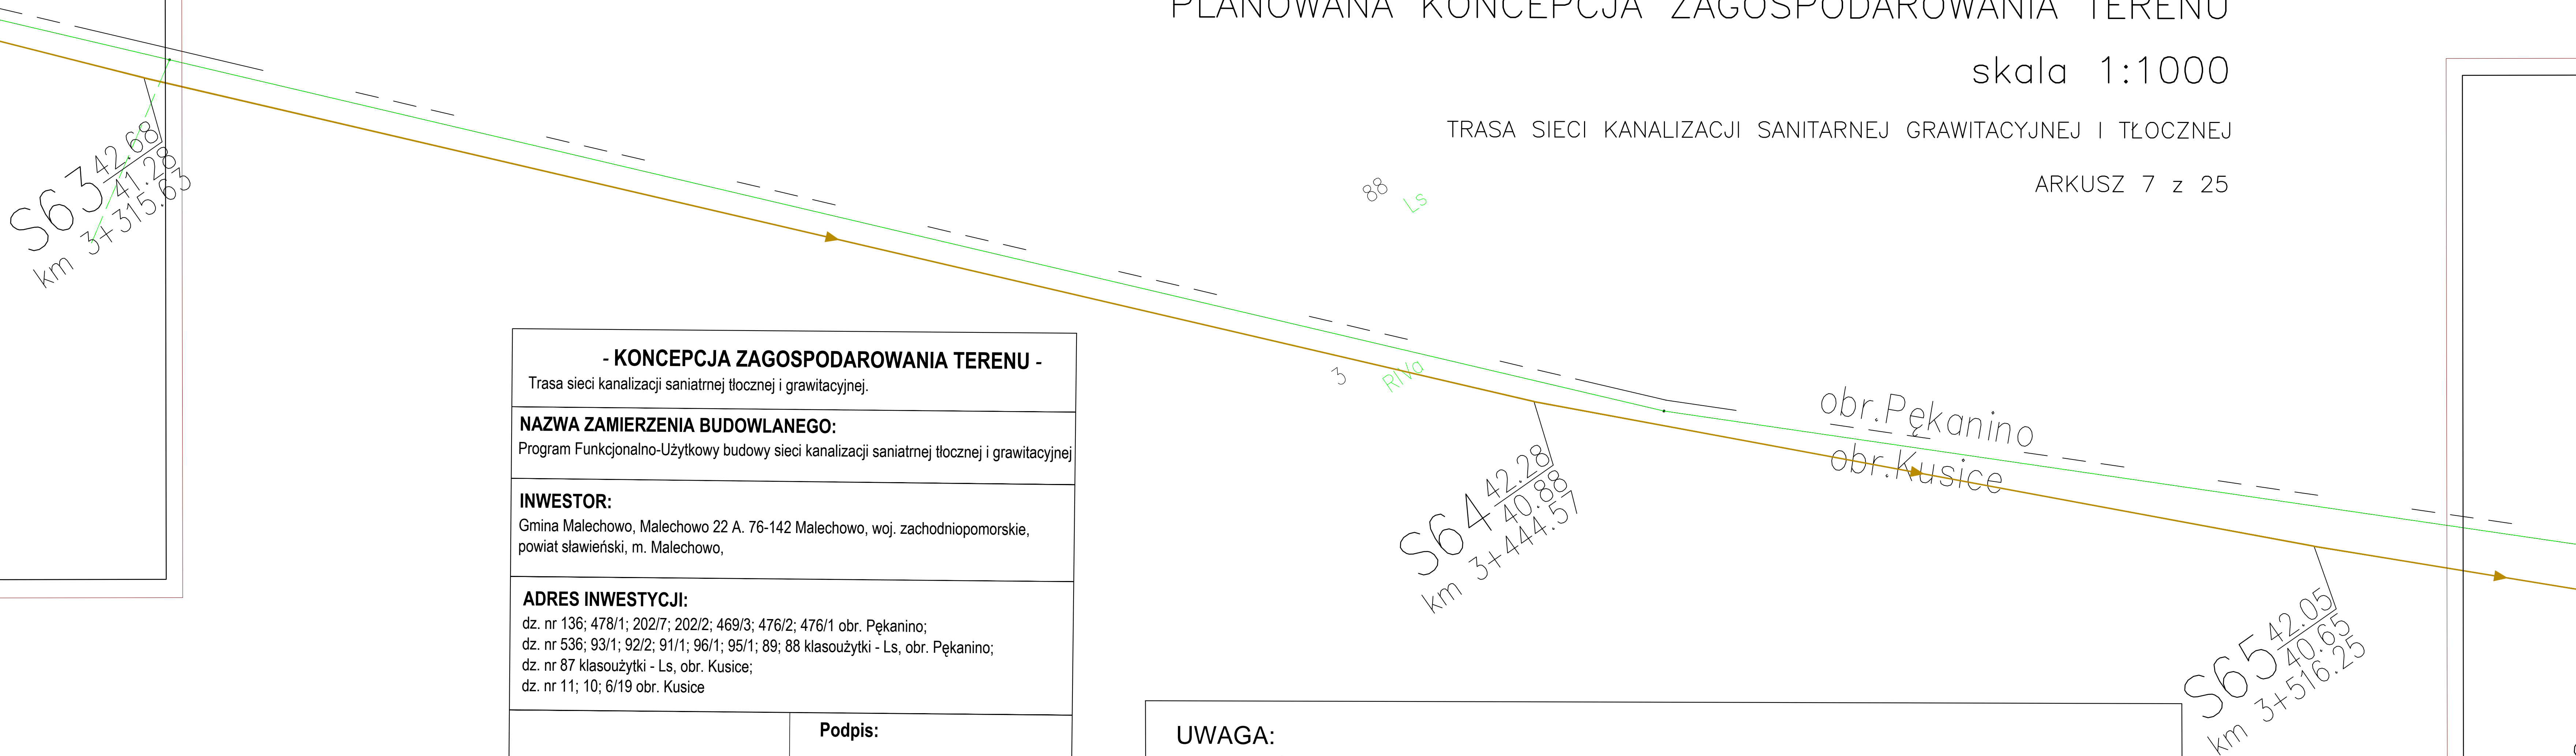 PLANOWANA KONCEPCJA ZAGOSPODAROWANIA TERENU
skala 1:1000
TRASA SIECI KANALIZACJI SANITARNEJ GRAWITACYJNEJ I TŁOCZNEJ
ARKUSZ 7 z 25
S63 42.68
41.28
km 3+315.63
88 Ls
3 RIVa
obr.Pękanino
obr.Kusice
S64 42.28
40.88
km 3+444.57
S65 42.05
40.65
km 3+516.25
- KONCEPCJA ZAGOSPODAROWANIA TERENU -
Trasa sieci kanalizacji saniatrnej tłocznej i grawitacyjnej.
NAZWA ZAMIERZENIA BUDOWLANEGO:
Program Funkcjonalno-Użytkowy budowy sieci kanalizacji saniatrnej tłocznej i grawitacyjnej
INWESTOR:
Gmina Malechowo, Malechowo 22 A. 76-142 Malechowo, woj. zachodniopomorskie,
powiat sławieński, m. Malechowo,
ADRES INWESTYCJI:
dz. nr 136; 478/1; 202/7; 202/2; 469/3; 476/2; 476/1 obr. Pękanino;
dz. nr 536; 93/1; 92/2; 91/1; 96/1; 95/1; 89; 88 klasoużytki - Ls, obr. Pękanino;
dz. nr 87 klasoużytki - Ls, obr. Kusice;
dz. nr 11; 10; 6/19 obr. Kusice
Podpis:
UWAGA: